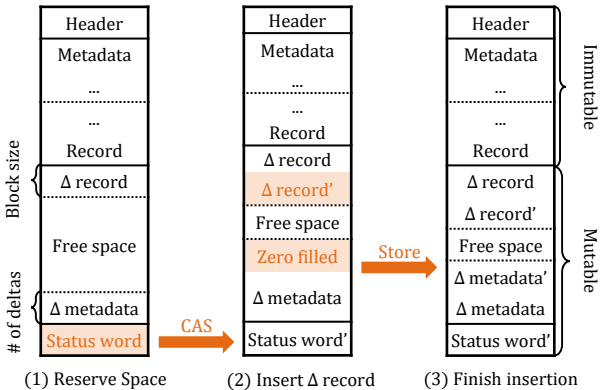 Header
Metadata
...
...
Record
Δ record
Free space
Δ metadata
Status word
Block size
# of deltas
(1) Reserve Space
CAS
Header
Metadata
...
...
Record
Δ record
Δ record’
Free space
Zero filled
Δ metadata
Status word’
(2) Insert Δ record
Store
Header
Metadata
...
...
Record
Δ record
Δ record’
Free space
Δ metadata’
Δ metadata
Status word’
Immutable
Mutable
(3) Finish insertion